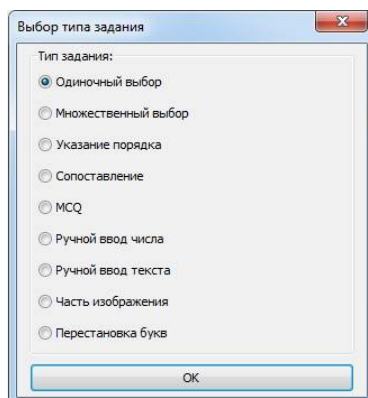 Выбор типа задания
Тип задания:
Одиночный выбор
Множественный выбор
Указание порядка
Сопоставление
MCQ
Ручной ввод числа
Ручной ввод текста
Часть изображения
Перестановка букв
OK